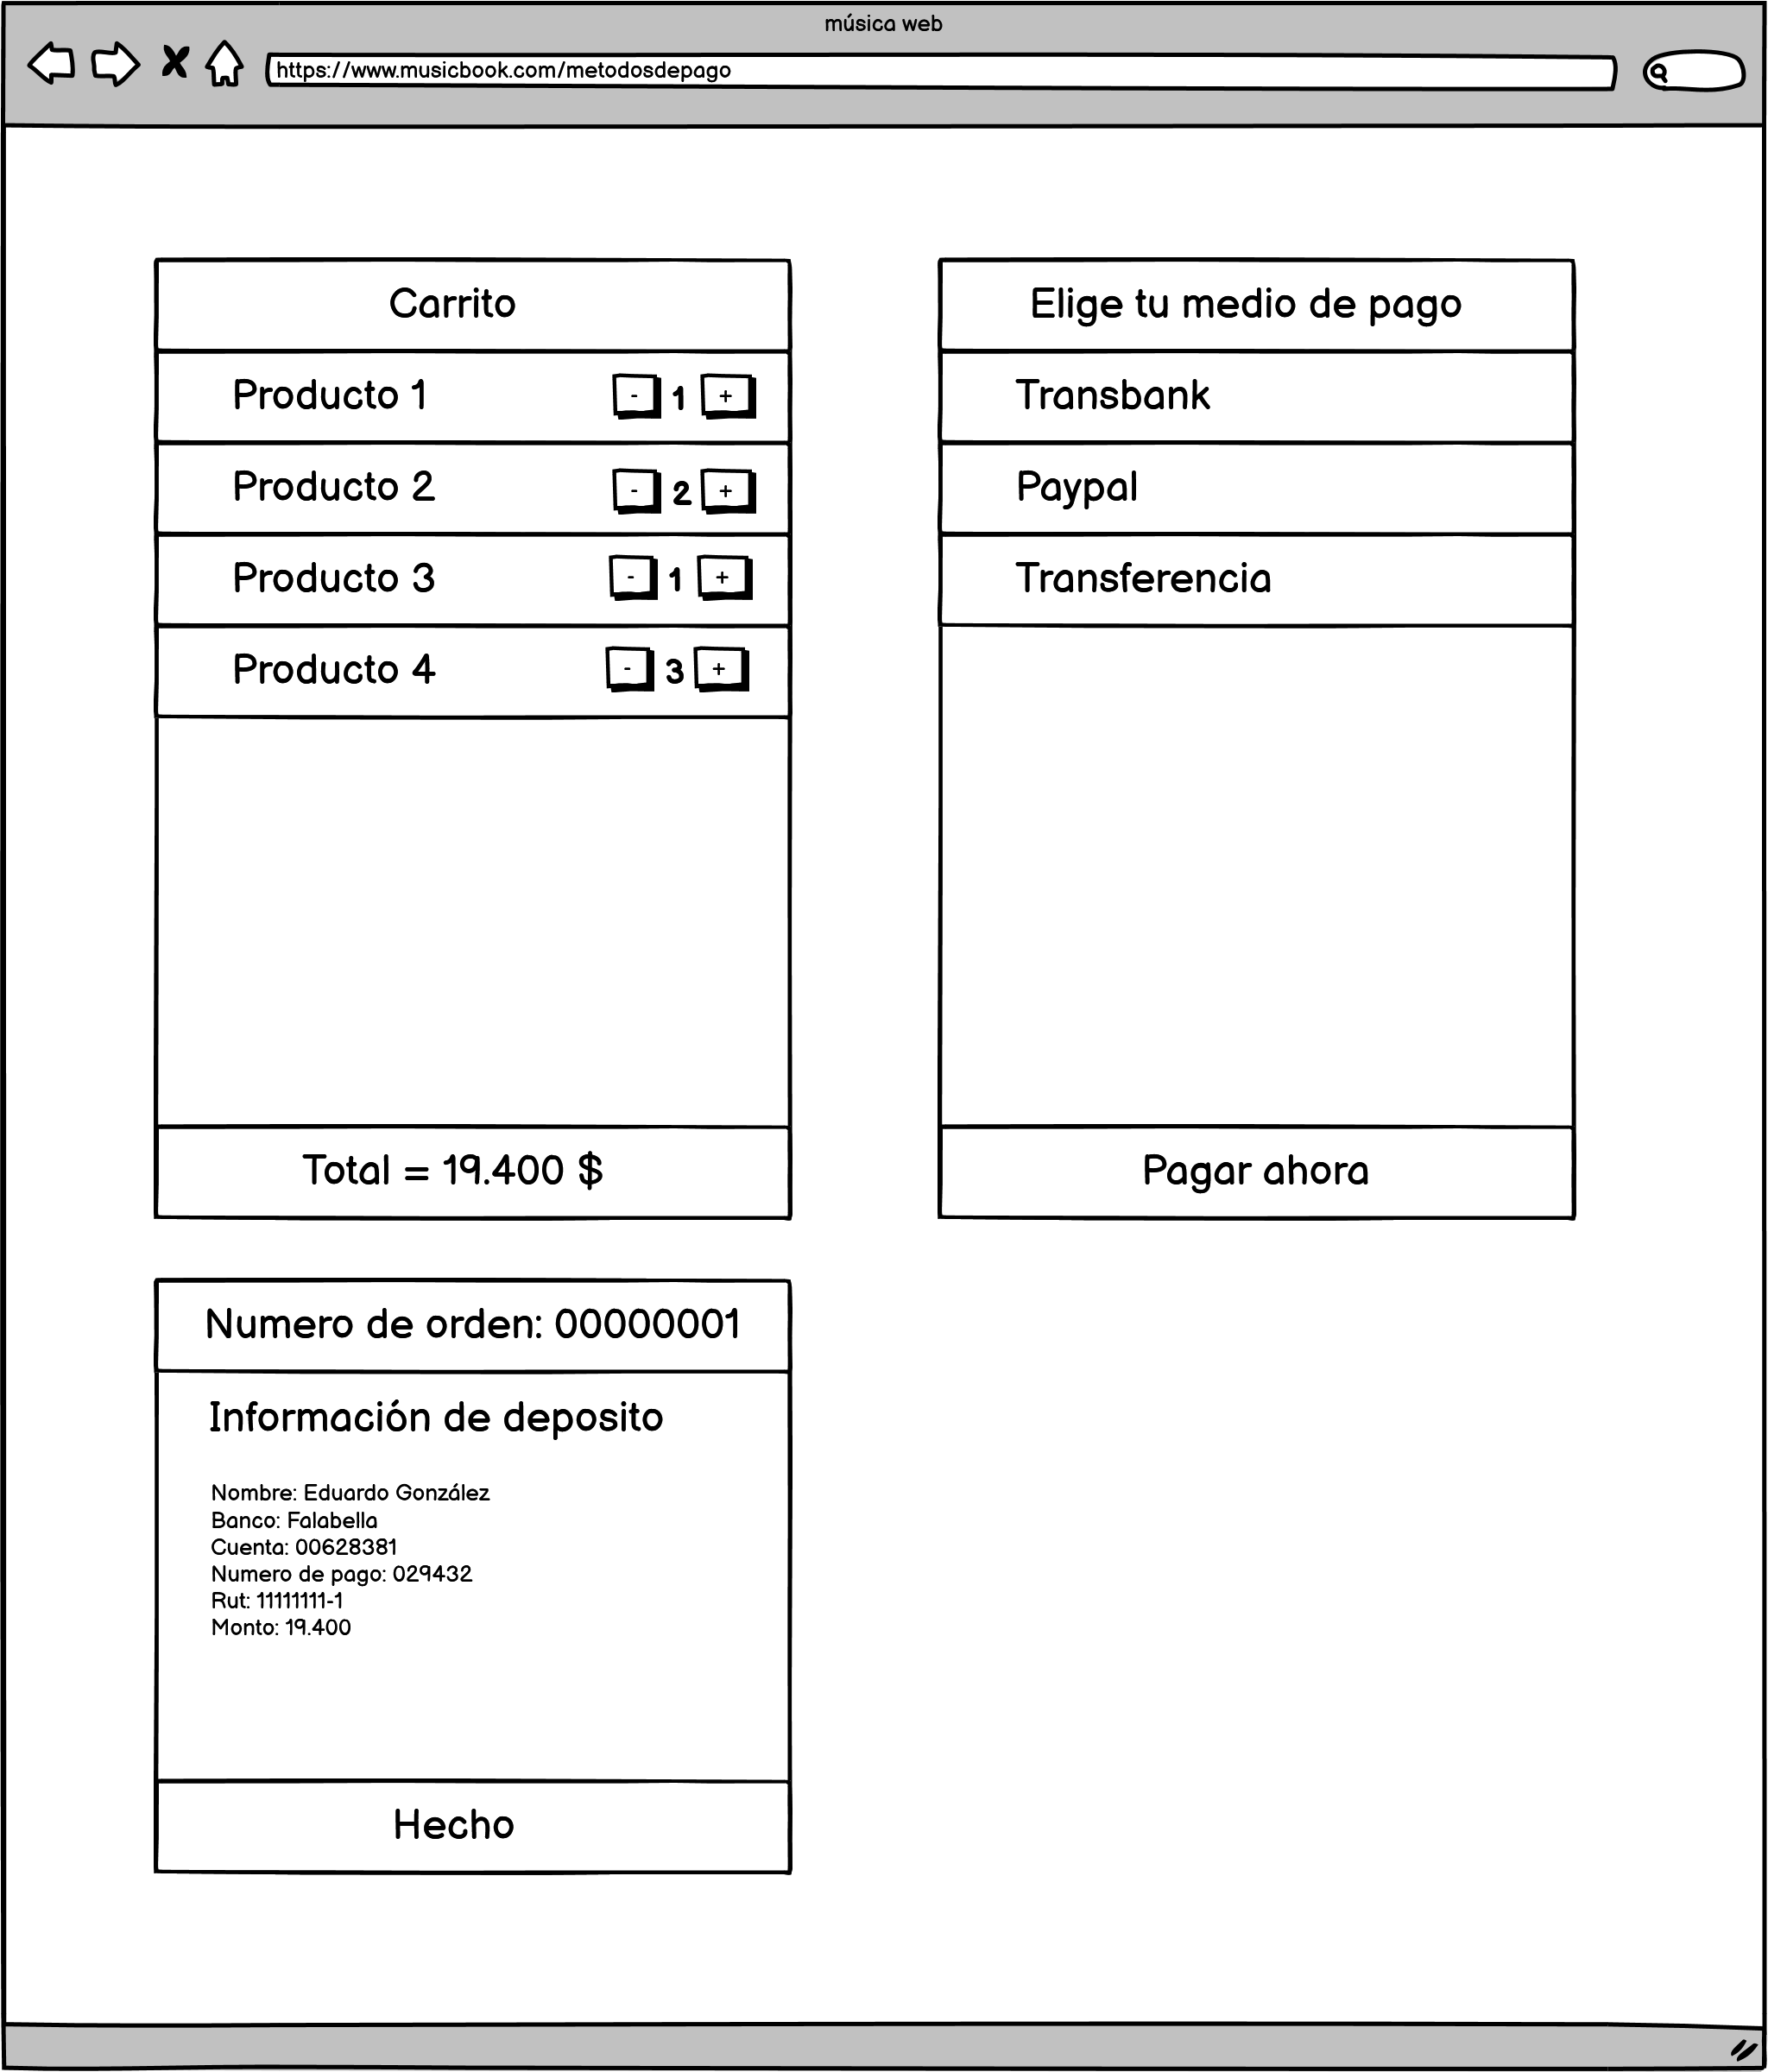 música web
https://www.musicbook.com/metodosdepago
Carrito
Producto 1 - 1 +
Producto 2 - 2 +
Producto 3 - 1 +
Producto 4 - 3 +
Total = 19.400 $
Elige tu medio de pago
Transbank
Paypal
Transferencia
Pagar ahora
Numero de orden: 00000001
Información de deposito
Nombre: Eduardo González
Banco: Falabella
Cuenta: 00628381
Numero de pago: 029432
Rut: 11111111-1
Monto: 19.400
Hecho